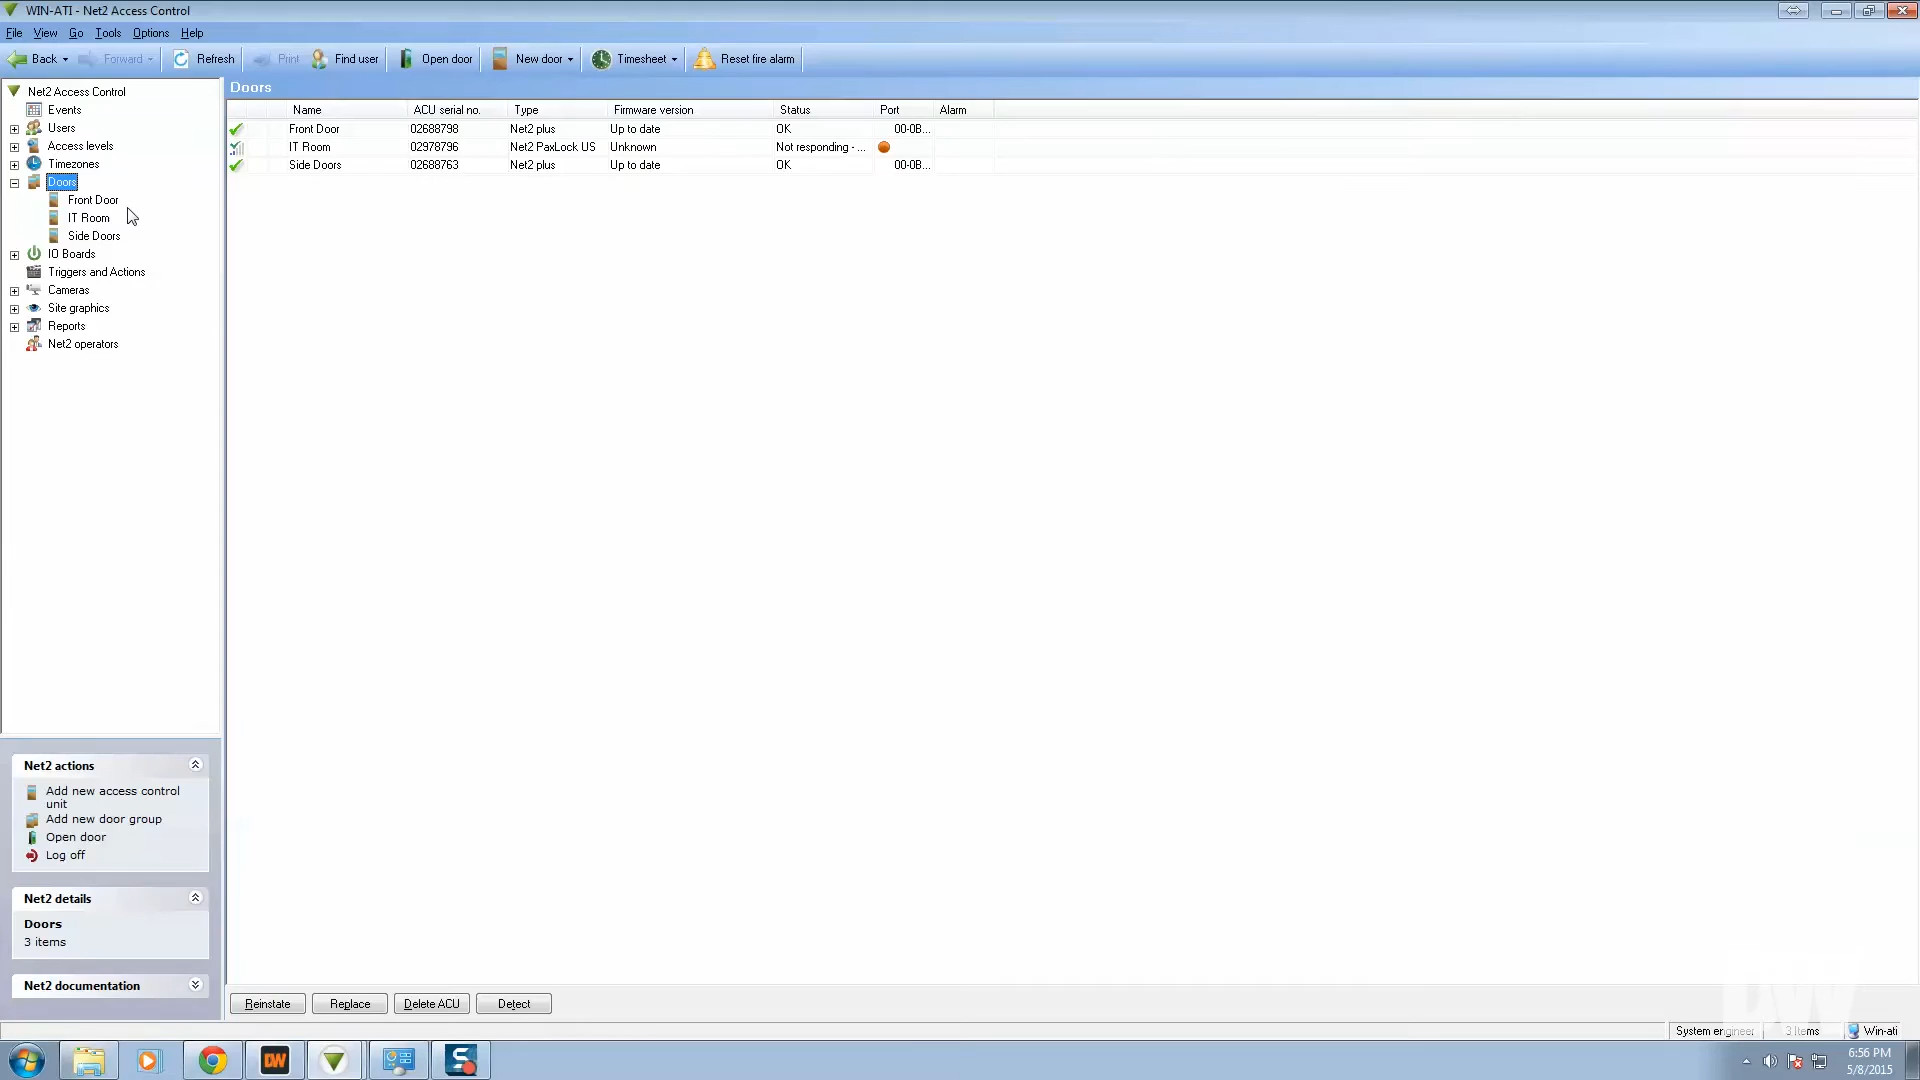 WIN-ATI - Net2 Access Control
File View Go Tools Options Help
Back Forward Refresh Print Find user Open door New door Timesheet Reset fire alarm
Net2 Access Control
Events
Users
Access levels
Timezones
Doors
Front Door
IT Room
Side Doors
IO Boards
Triggers and Actions
Cameras
Site graphics
Reports
Net2 operators
Doors
Name ACU serial no. Type Firmware version Status Port Alarm
Front Door 02688798 Net2 plus Up to date OK 00-0B...
IT Room 02978796 Net2 PaxLock US Unknown Not responding - ...
Side Doors 02688763 Net2 plus Up to date OK 00-0B...
Net2 actions
Add new access control
unit
Add new door group
Open door
Log off
Net2 details
Doors
3 items
Net2 documentation
Reinstate Replace Delete ACU Detect
System engineer 3 Items Win-ati
DW
DW S
6:56 PM
5/8/2015